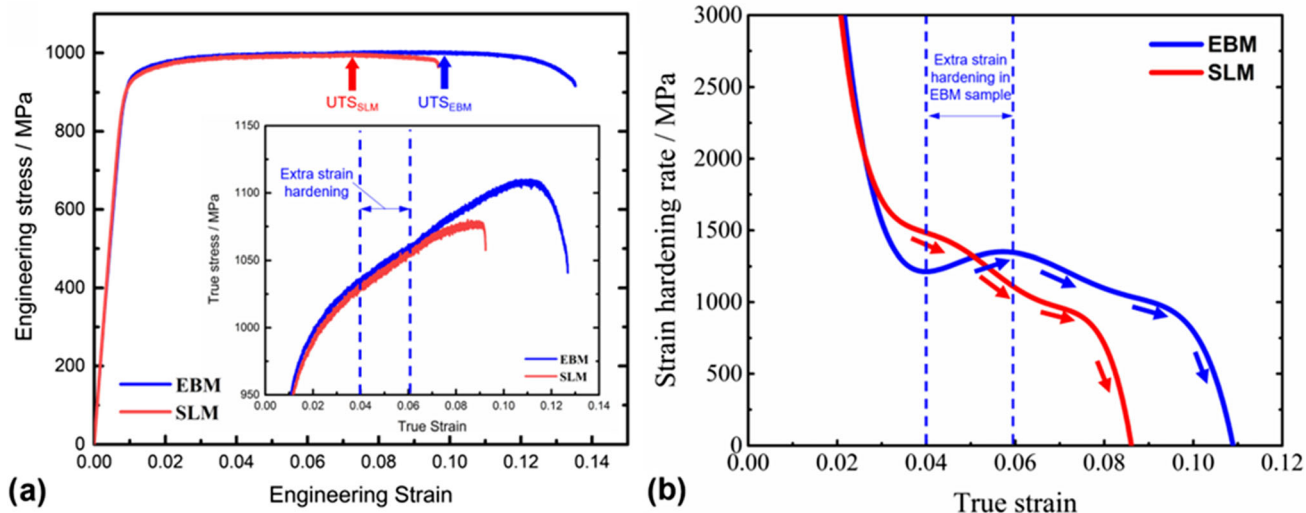 1000
800
600
400
200
0
Engineering stress / MPa
UTSSLM
UTSEBM
1150
1100
1050
1000
950
True stress / MPa
Extra strain
hardening
EBM
SLM
0.00 0.02 0.04 0.06 0.08 0.10 0.12 0.14
True Strain
EBM
SLM
0.00 0.02 0.04 0.06 0.08 0.10 0.12 0.14
Engineering Strain
(a)
3000
2500
2000
1500
1000
500
0
Strain hardening rate / MPa
Extra strain
hardening in
EBM sample
EBM
SLM
0.00 0.02 0.04 0.06 0.08 0.10 0.12
True strain
(b)